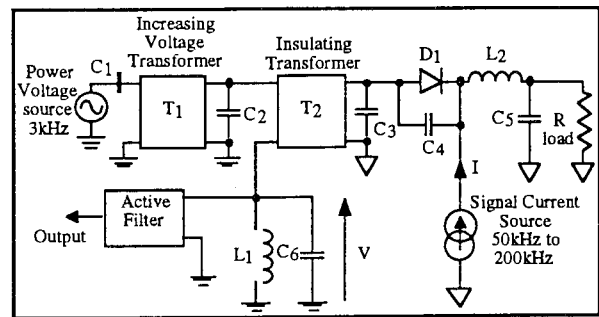 Increasing
Voltage
Transformer
Insulating
Transformer
D1
L2
C1
Power
Voltage
source
3kHz
T1
C2
T2
C3
C4
C5
R
load
I
Active
Filter
Output
L1
C6
V
Signal Current
Source
50kHz to
200kHz